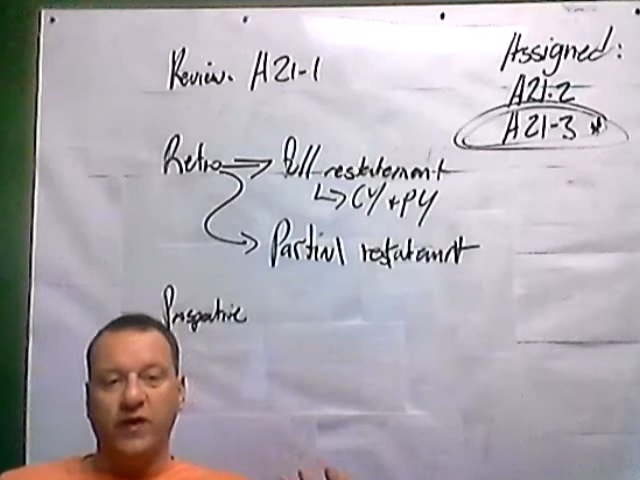 Review. A21-1
Assigned:
A21-2
A21-3 *
Retro → Full restatement
↳ CY + PY
→ Partial restatement
Prospective